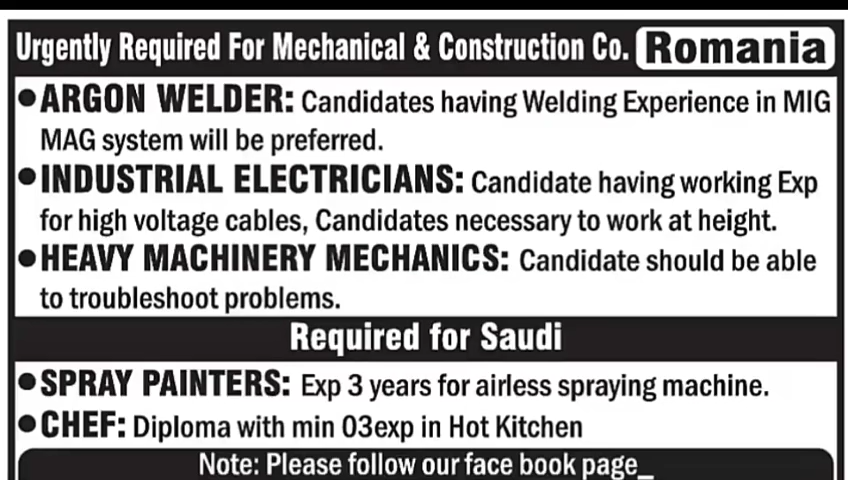 Urgently Required For Mechanical & Construction Co. Romania
• ARGON WELDER: Candidates having Welding Experience in MIG
MAG system will be preferred.
• INDUSTRIAL ELECTRICIANS: Candidate having working Exp
for high voltage cables, Candidates necessary to work at height.
• HEAVY MACHINERY MECHANICS: Candidate should be able
to troubleshoot problems.
Required for Saudi
• SPRAY PAINTERS: Exp 3 years for airless spraying machine.
• CHEF: Diploma with min 03exp in Hot Kitchen
Note: Please follow our face book page_